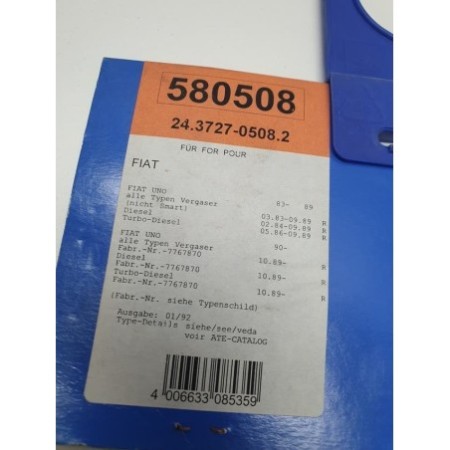 580508
24.3727-0508.2
FÜR FOR POUR
FIAT
FIAT UNO 83- 89
alle Typen Vergaser
(nicht Smart) 03.83-09.89 R
Diesel 02.84-09.89 R
Turbo-Diesel 05.86-09.89 R
FIAT UNO 90-
alle Typen Vergaser
Fabr.-Nr.-7767870 10.89- R
Diesel
Fabr.-Nr.-7767870 10.89- R
Turbo-Diesel
Fabr.-Nr.-7767870 10.89- R
(Fabr.-Nr. siehe Typenschild)
Ausgabe: 01/92
Type-Details siehe/see/veda
voir ATE-CATALOG
4 006633 085359